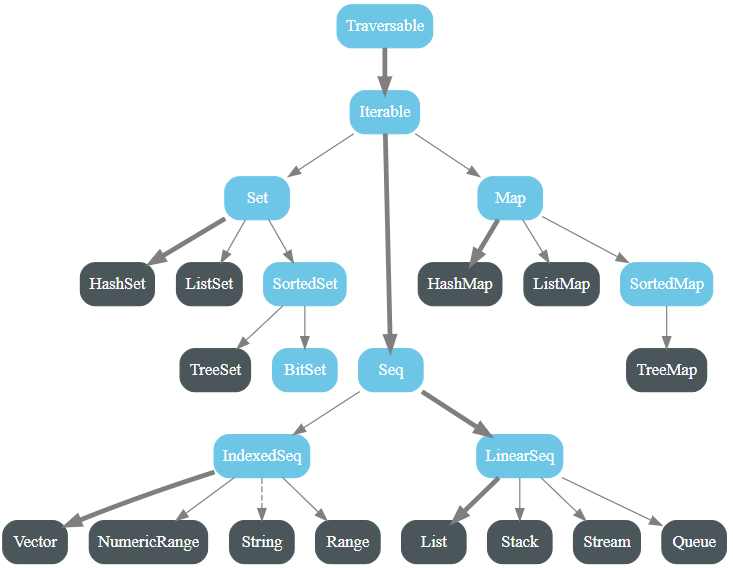 Traversable
Iterable
Set
Map
HashSet
ListSet
SortedSet
HashMap
ListMap
SortedMap
TreeSet
BitSet
Seq
TreeMap
IndexedSeq
LinearSeq
Vector
NumericRange
String
Range
List
Stack
Stream
Queue